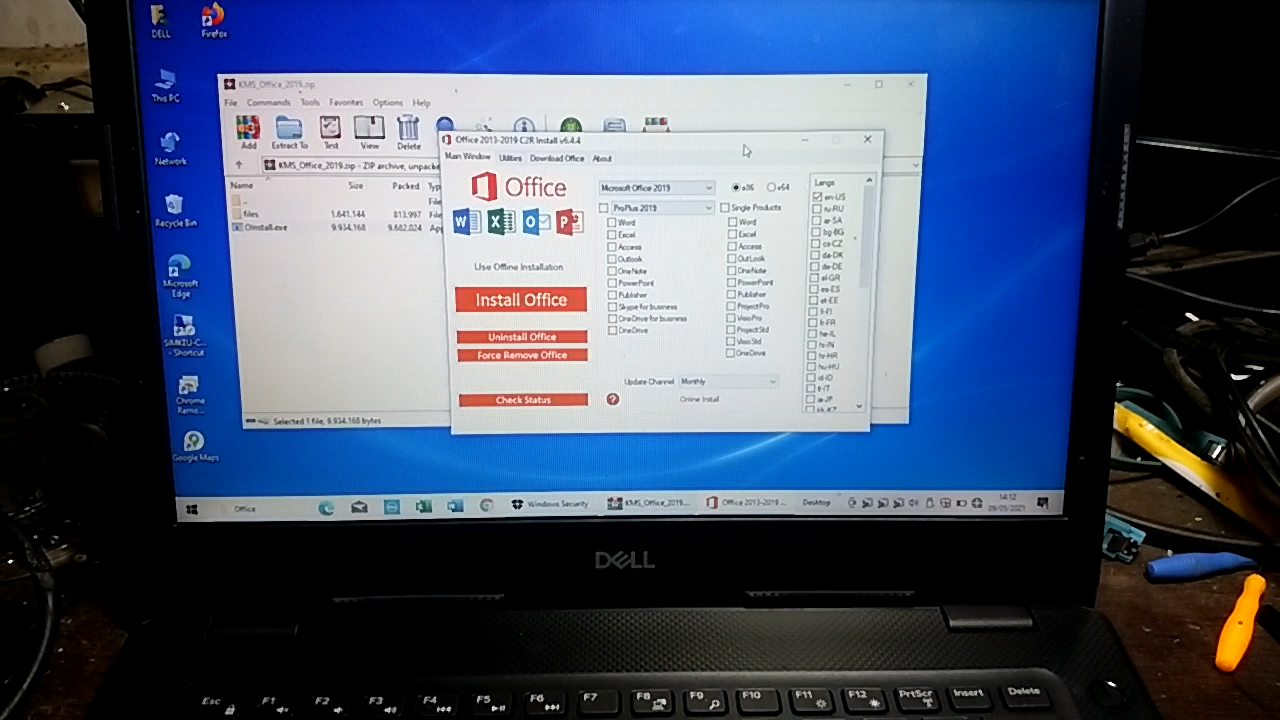 DELL
Firefox
This PC
Network
Recycle Bin
Microsoft
Edge
SIMKEU-C...
- Shortcut
Chrome
Remo...
Google Maps
KMS_Office_2019.zip
File Commands Tools Favorites Options Help
Add Extract To Test View Delete
KMS_Office_2019.zip - ZIP archive, unpacke
Name Size Packed Typ
..
files 1.641.144 813.997 File
OInstall.exe 9.934.168 9.682.024 App
Selected 1 file, 9.934.168 bytes
Office 2013-2019 C2R Install v6.4.4
Main Window Utilities Download Office About
Office
Use Offline Installation
Install Office
Uninstall Office
Force Remove Office
Check Status
Microsoft Office 2019
x86 x64
ProPlus 2019
Word
Excel
Access
Outlook
OneNote
PowerPoint
Publisher
Skype for business
OneDrive for business
OneDrive
Single Products
Word
Excel
Access
OutLook
OneNote
PowerPoint
Publisher
ProjectPro
VisioPro
ProjectStd
VisioStd
OneDrive
Update Channel Monthly
Online Install
Langs
en-US
ru-RU
ar-SA
bg-BG
cs-CZ
da-DK
de-DE
el-GR
es-ES
et-EE
fi-FI
fr-FR
he-IL
hi-IN
hr-HR
hu-HU
id-ID
it-IT
ja-JP
kk-KZ
Office
Windows Security
KMS_Office_2019....
Office 2013-2019 ...
Desktop
14:12
DELL
Esc F1 F2 F3 F4 F5 F6 F7 F8 F9 F10 F11 F12 PrtScr Insert Delete